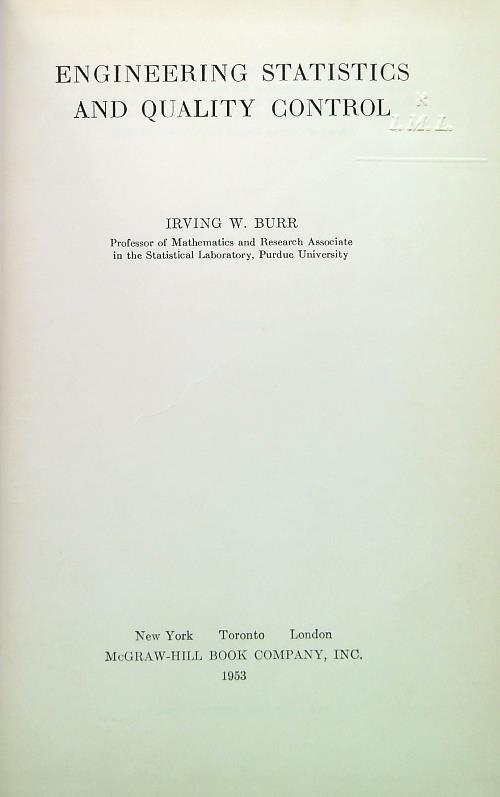 ENGINEERING STATISTICS
AND QUALITY CONTROL
I. M. L.
IRVING W. BURR
Professor of Mathematics and Research Associate
in the Statistical Laboratory, Purdue University
New York Toronto London
McGRAW-HILL BOOK COMPANY, INC.
1953